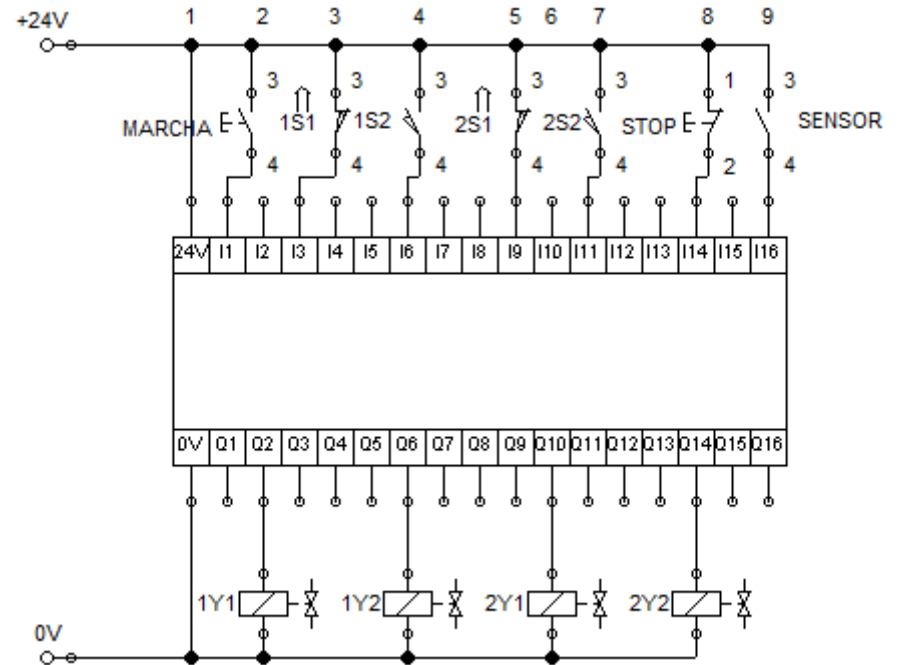 +24V 1 2 3 4 5 6 7 8 9
3 3 3 3 3 1 3
MARCHA 1S1 1S2 2S1 2S2 STOP SENSOR
4 4 4 4 4 2 4
24V I1 I2 I3 I4 I5 I6 I7 I8 I9 I10 I11 I12 I13 I14 I15 I16
0V Q1 Q2 Q3 Q4 Q5 Q6 Q7 Q8 Q9 Q10 Q11 Q12 Q13 Q14 Q15 Q16
1Y1 1Y2 2Y1 2Y2
0V